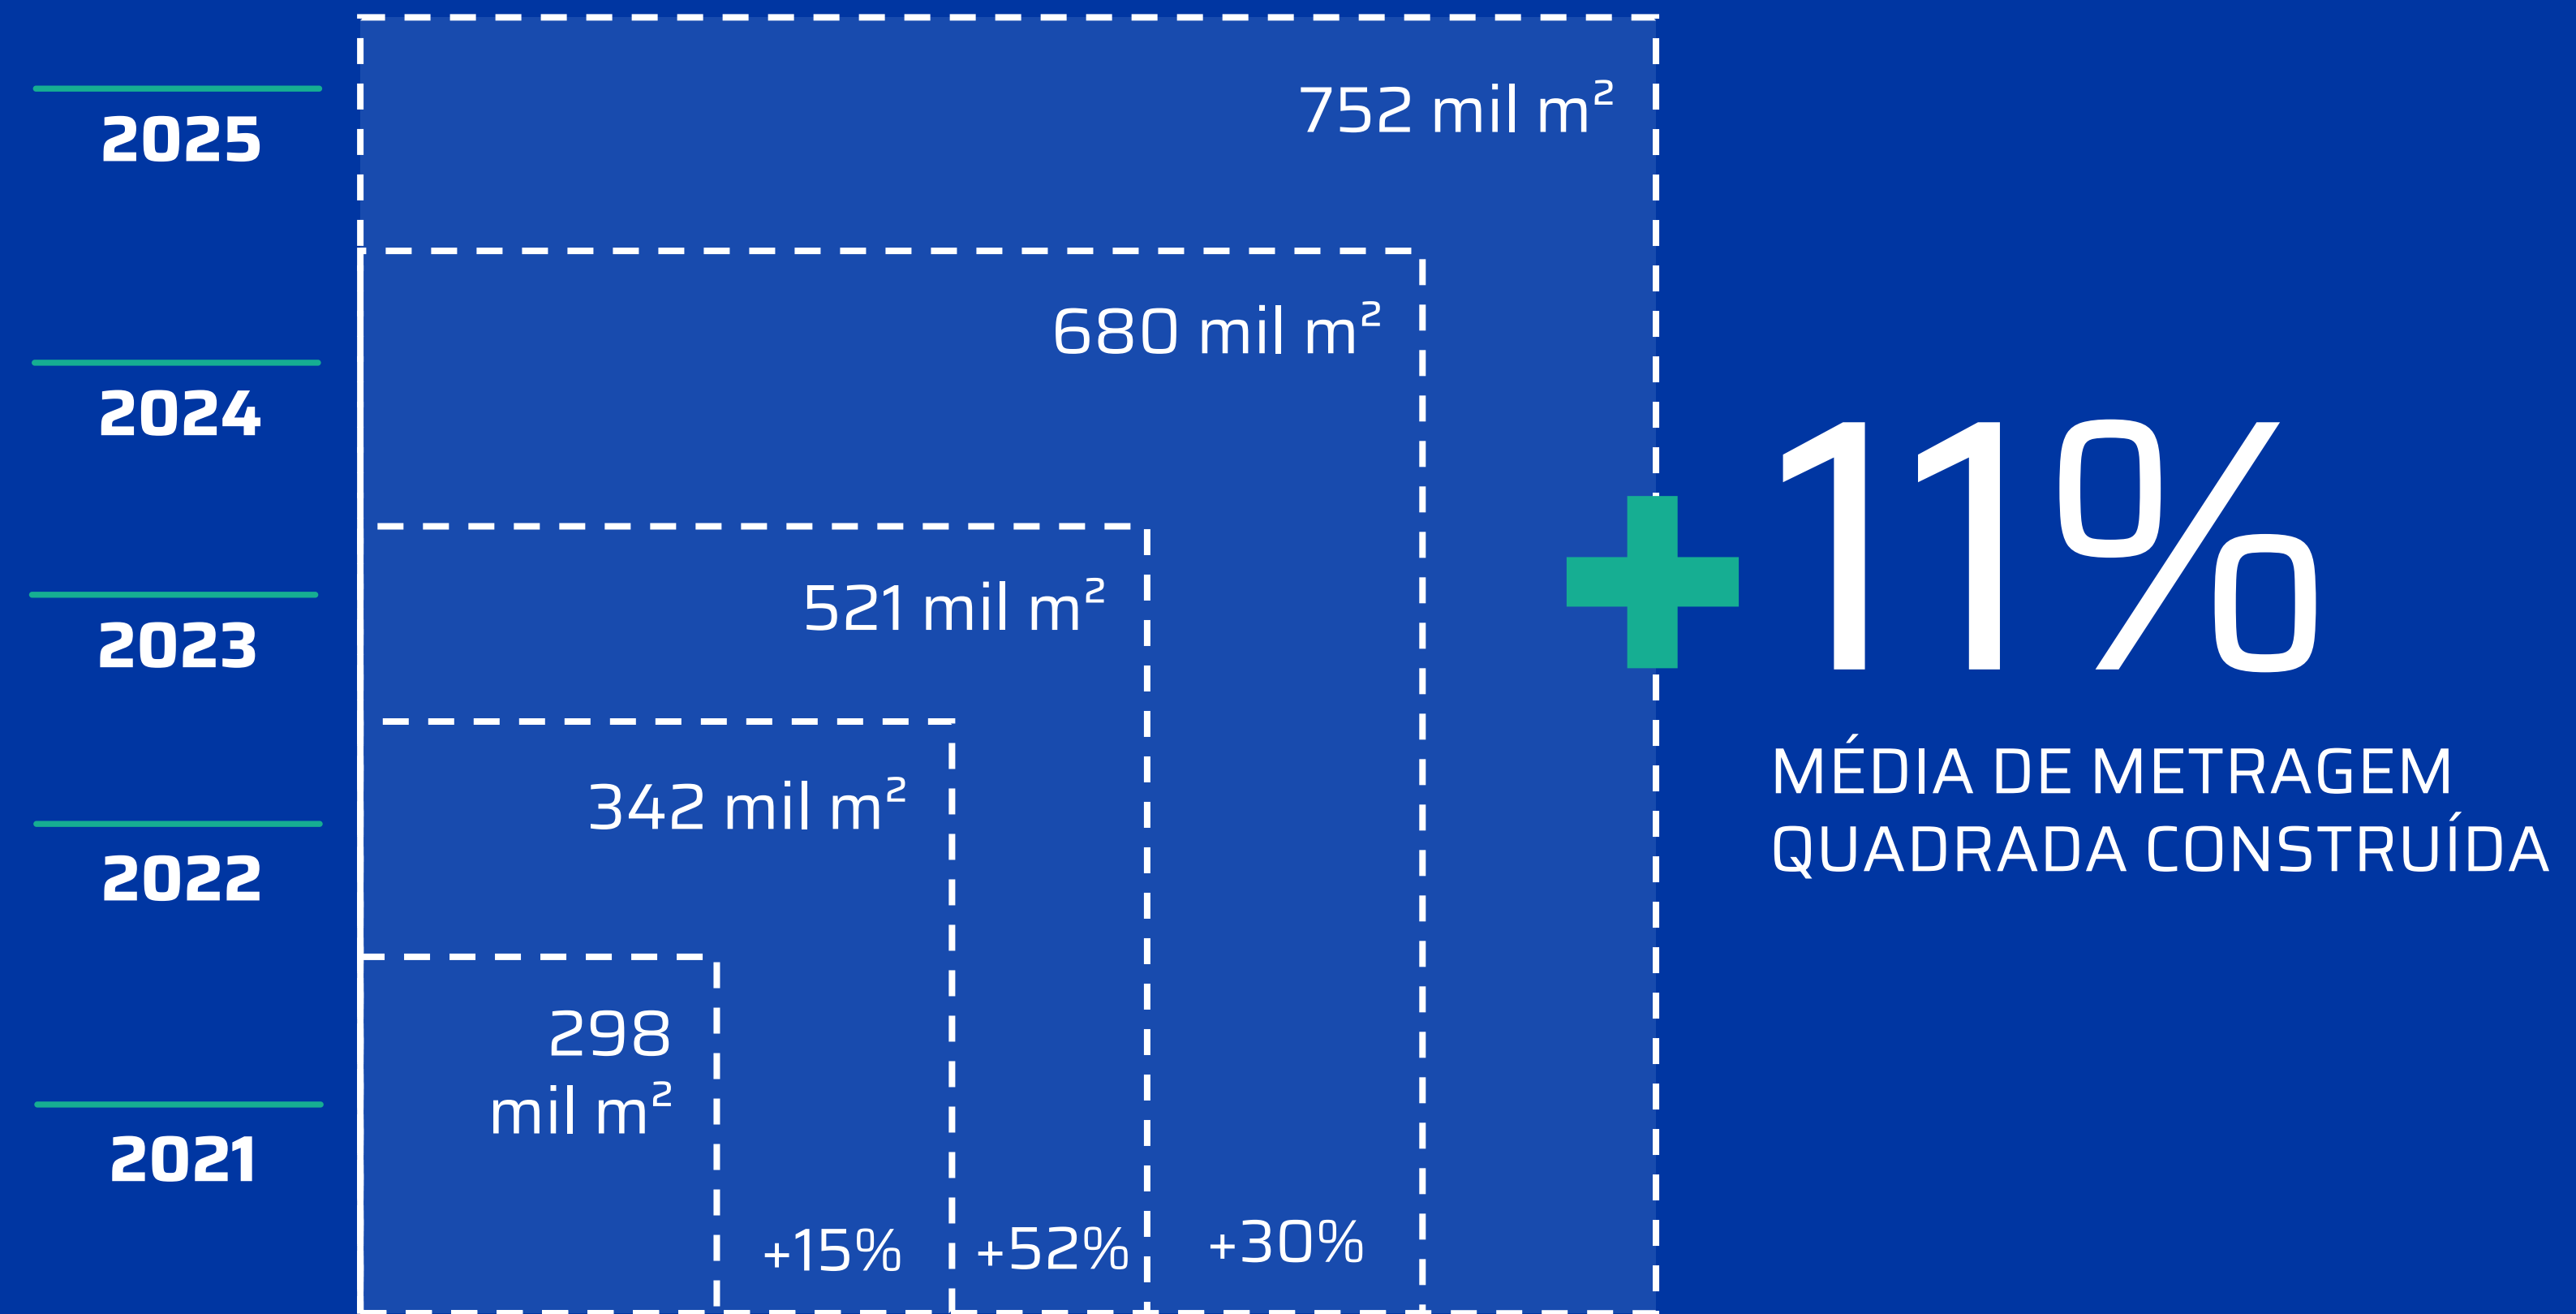 2025
752 mil m²
2024
680 mil m²
2023
521 mil m²
2022
342 mil m²
2021
298
mil m²
+15%
+52%
+30%
+11%
MÉDIA DE METRAGEM
QUADRADA CONSTRUÍDA